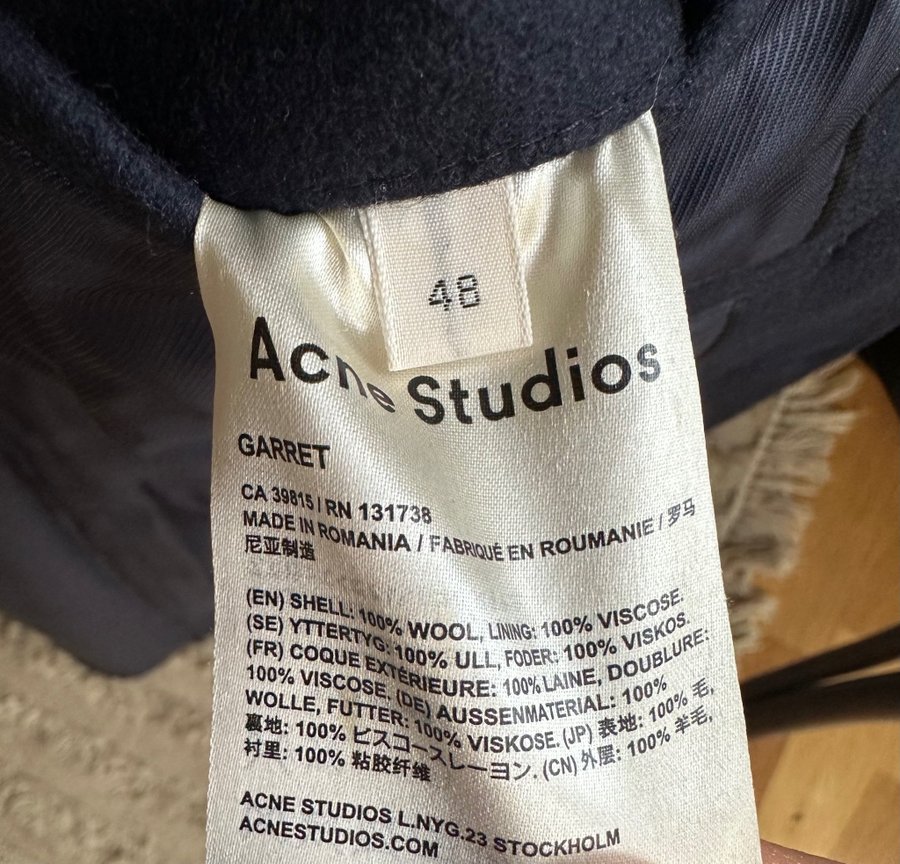 48
Acne Studios
GARRET
CA 39815 / RN 131738
MADE IN ROMANIA / FABRIQUÉ EN ROUMANIE / 罗马
尼亚制造
(EN) SHELL: 100% WOOL, LINING: 100% VISCOSE.
(SE) YTTERTYG: 100% ULL, FODER: 100% VISKOS.
(FR) COQUE EXTÉRIEURE: 100% LAINE, DOUBLURE:
100% VISCOSE. (DE) AUSSENMATERIAL: 100%
WOLLE, FUTTER: 100% VISKOSE. (JP) 表地: 100% 毛,
裏地: 100% ビスコースレーヨン. (CN) 外层: 100% 羊毛,
衬里: 100% 粘胶纤维
ACNE STUDIOS L.NYG.23 STOCKHOLM
ACNESTUDIOS.COM